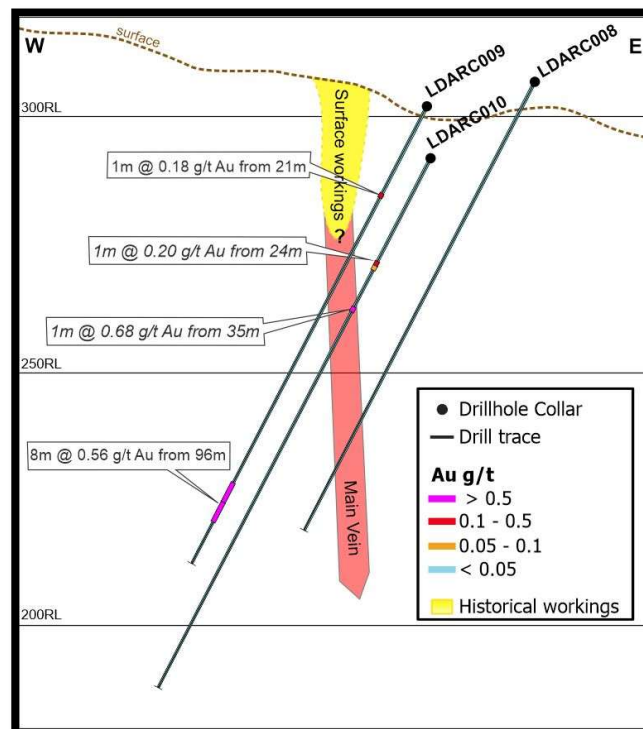 W
E
surface
LDARC009
LDARC008
LDARC010
300RL
Surface workings
?
1m @ 0.18 g/t Au from 21m
1m @ 0.20 g/t Au from 24m
1m @ 0.68 g/t Au from 35m
250RL
8m @ 0.56 g/t Au from 96m
Main Vein
200RL
Drillhole Collar
Drill trace
Au g/t
> 0.5
0.1 - 0.5
0.05 - 0.1
< 0.05
Historical workings